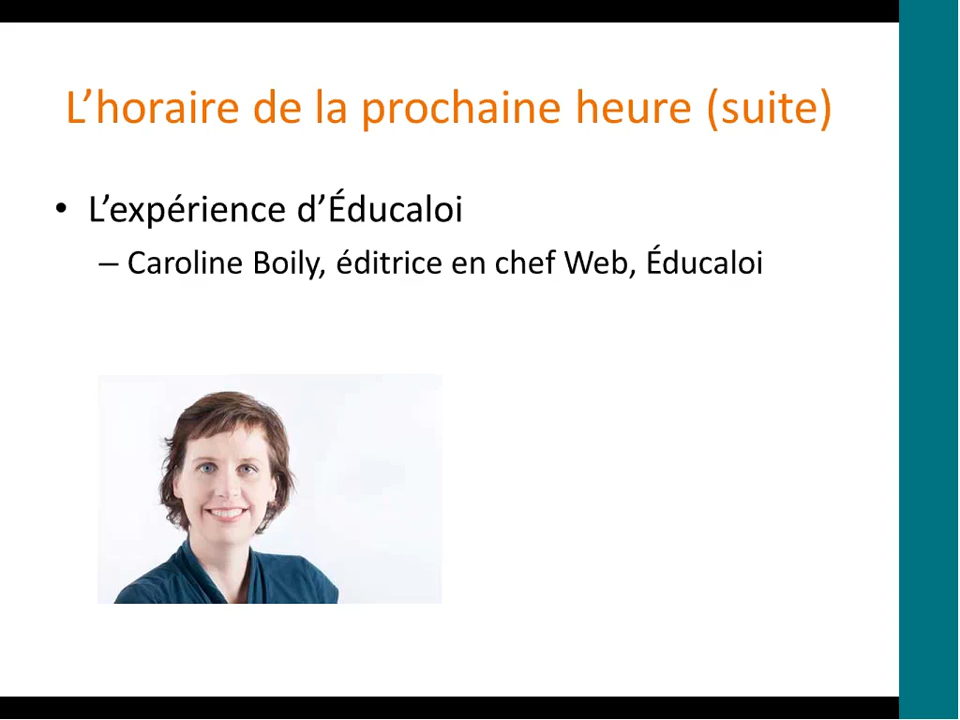 L’horaire de la prochaine heure (suite)
• L’expérience d’Éducaloi
– Caroline Boily, éditrice en chef Web, Éducaloi